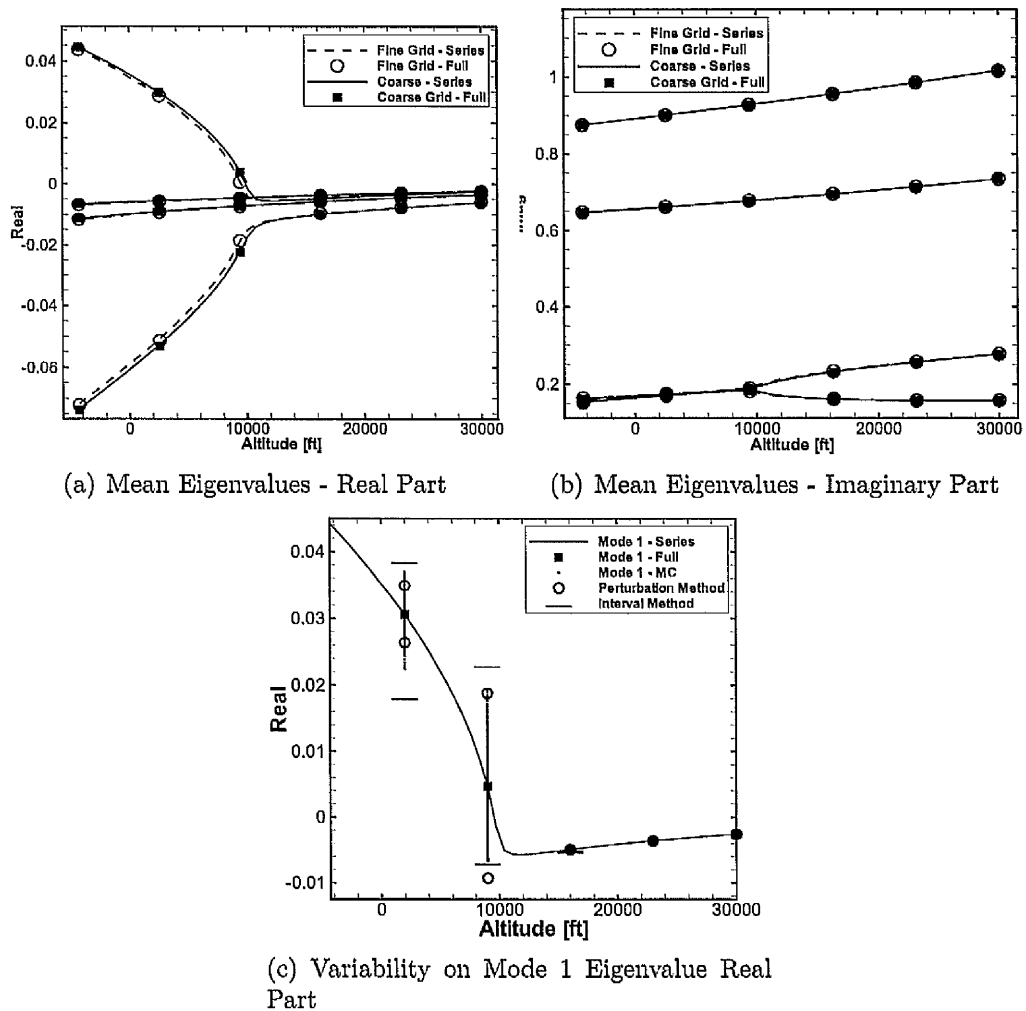 0.04
0.02
0
-0.02
-0.04
-0.06
Real
Fine Grid - Series
Fine Grid - Full
Coarse - Series
Coarse Grid - Full
0 10000 20000 30000
Altitude [ft]
(a) Mean Eigenvalues - Real Part
1
0.8
0.6
0.4
0.2
Fine Grid - Series
Fine Grid - Full
Coarse - Series
Coarse Grid - Full
0 10000 20000 30000
Altitude [ft]
(b) Mean Eigenvalues - Imaginary Part
0.04
0.03
0.02
0.01
0
-0.01
Real
Mode 1 - Series
Mode 1 - Full
Mode 1 - MC
Perturbation Method
Interval Method
0 10000 20000 30000
Altitude [ft]
(c) Variability on Mode 1 Eigenvalue Real
Part